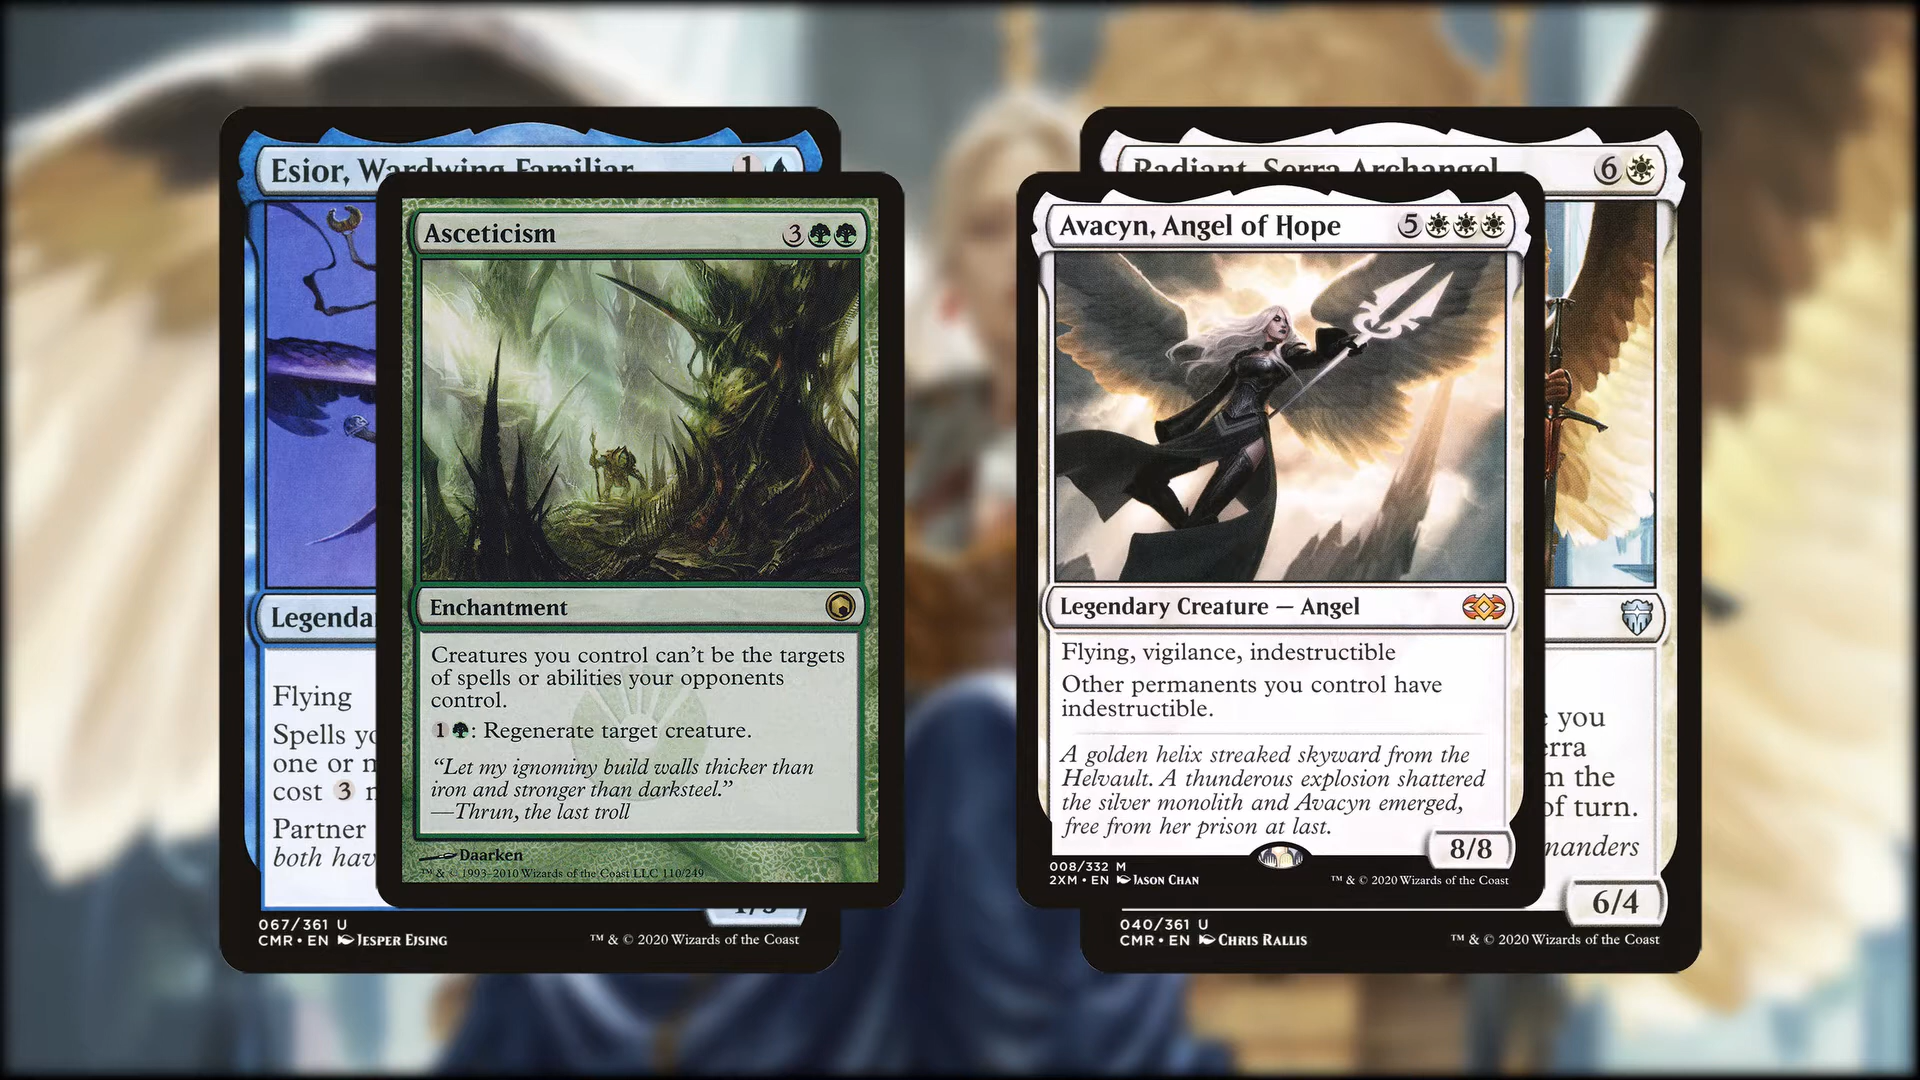 Esior, Wardwing Familiar 1
Legenda
Flying
Spells yo
one or m
cost 3
Partner
both hav
067/361 U
CMR • EN JESPER EJSING
™ & © 2020 Wizards of the Coast
Asceticism 3
Enchantment
Creatures you control can't be the targets
of spells or abilities your opponents
control.
1 : Regenerate target creature.
“Let my ignominy build walls thicker than
iron and stronger than darksteel.”
—Thrun, the last troll
Daarken
™ & © 1993–2010 Wizards of the Coast LLC 110/249
Radiant, Serra Archangel 6
you
erra
the
of turn.
manders
6/4
040/361 U
CMR • EN CHRIS RALLIS
™ & © 2020 Wizards of the Coast
Avacyn, Angel of Hope 5
Legendary Creature — Angel
Flying, vigilance, indestructible
Other permanents you control have
indestructible.
A golden helix streaked skyward from the
Helvault. A thunderous explosion shattered
the silver monolith and Avacyn emerged,
free from her prison at last.
8/8
008/332 M
2XM • EN JASON CHAN
™ & © 2020 Wizards of the Coast